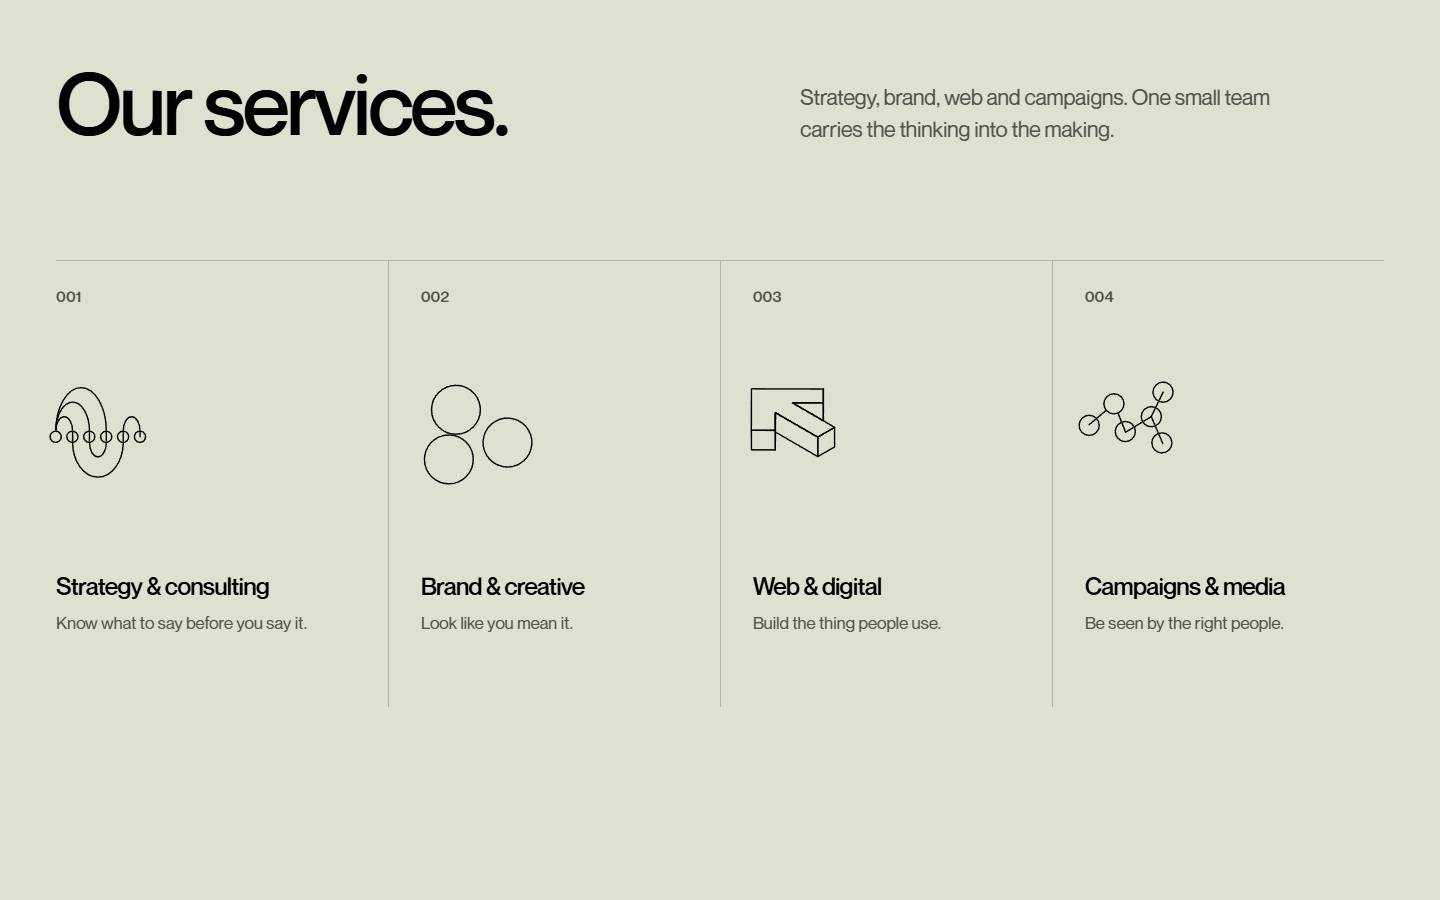 Our services.
Strategy, brand, web and campaigns. One small team
carries the thinking into the making.
001
002
003
004
Strategy & consulting
Know what to say before you say it.
Brand & creative
Look like you mean it.
Web & digital
Build the thing people use.
Campaigns & media
Be seen by the right people.